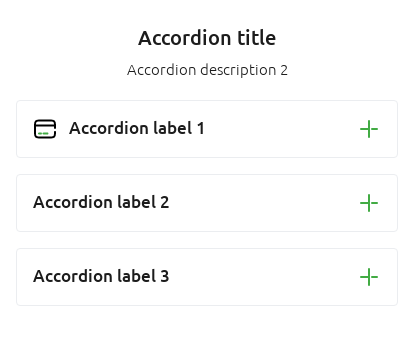 Accordion title
Accordion description 2
Accordion label 1
Accordion label 2
Accordion label 3